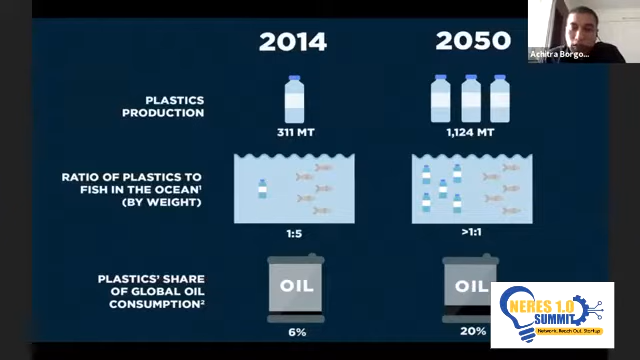 2014
2050
Achitra Borgo...
PLASTICS
PRODUCTION
311 MT
1,124 MT
RATIO OF PLASTICS TO
FISH IN THE OCEAN¹
(BY WEIGHT)
1:5
>1:1
PLASTICS' SHARE
OF GLOBAL OIL
CONSUMPTION²
OIL
OIL
6%
20%
NERES 1.0
SUMMIT
Network, Reach Out, Startup